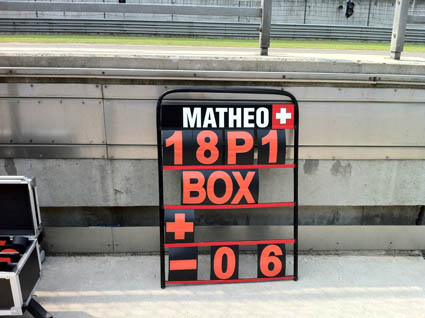 MATHEO
18P1
BOX
+
- 06